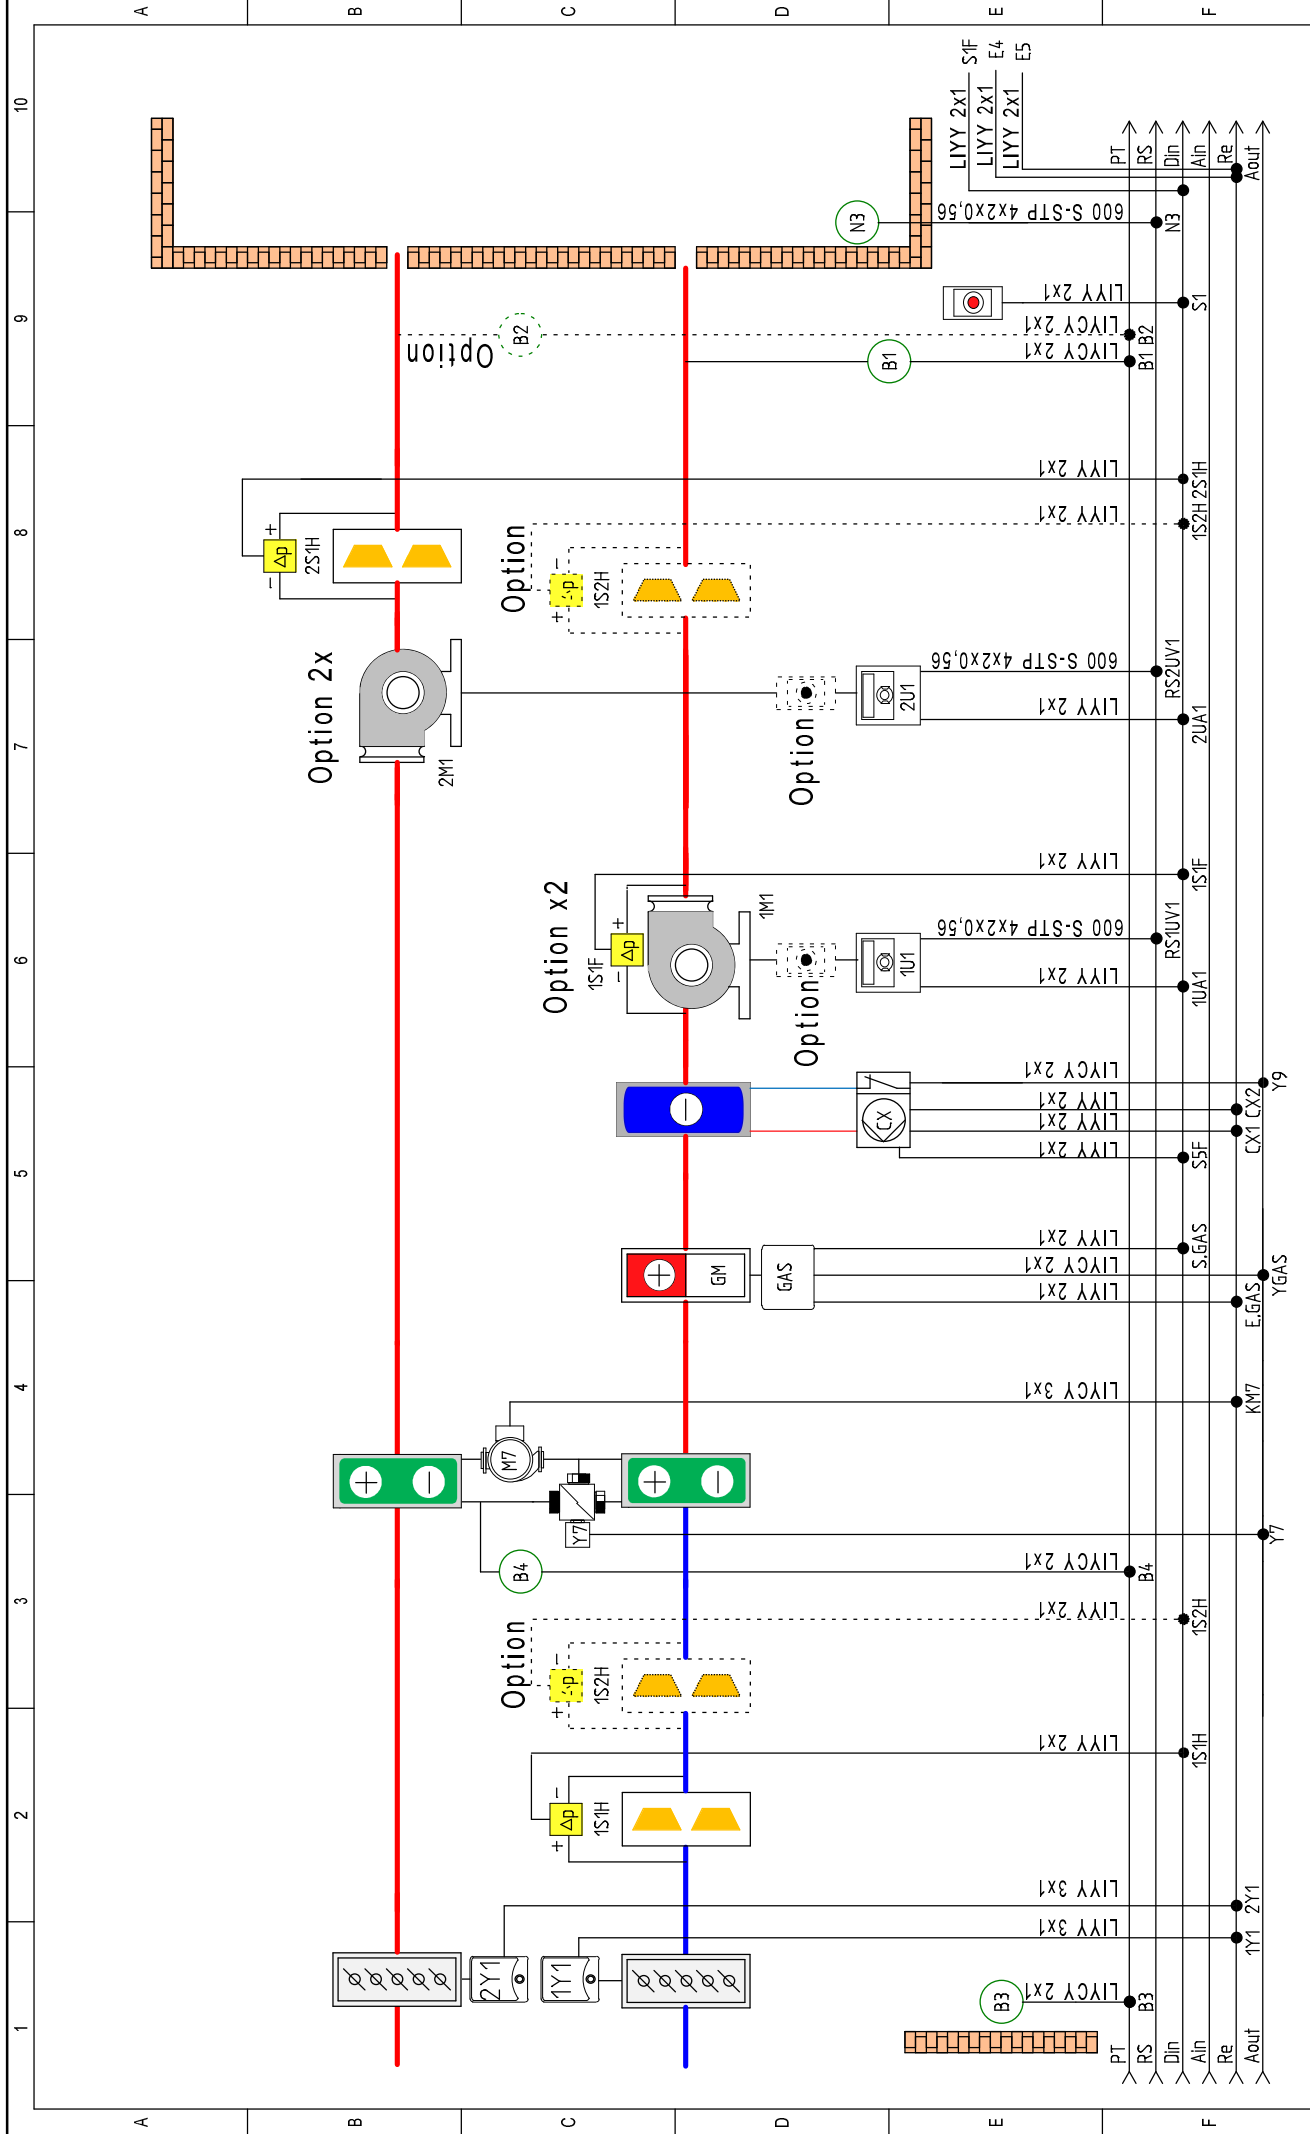 1 2 3 4 5 6 7 8 9 10
A
A
B
B
C
C
D
D
E
E
F
F
Option 2x
2M1
2S1H
Δp
+
-
Option
B2
2Y1
1Y1
Δp
+
-
1S1H
Option
+
-
1S2H
B4
Y7
M7
Option x2
1S1F
Δp
-
+
1M1
Option
+
-
1S2H
GM
GAS
Option
Option
CX
1U1
2U1
B1
N3
B3
LIYCY 2x1
LIYY 3x1
LIYY 3x1
LIYY 2x1
LIYY 2x1
LIYCY 2x1
LIYCY 3x1
LIYY 2x1
LIYCY 2x1
LIYY 2x1
LIYY 2x1
LIYY 2x1
LIYY 2x1
LIYCY 2x1
LIYY 2x1
600 S-STP 4x2x0,56
LIYY 2x1
LIYY 2x1
600 S-STP 4x2x0,56
LIYY 2x1
LIYY 2x1
LIYCY 2x1
LIYCY 2x1
LIYY 2x1
600 S-STP 4x2x0,56
LIYY 2x1 S1F
LIYY 2x1 E4
LIYY 2x1 E5
PT
PT
RS
B3
B4
B1 B2
RS
Din
RS1UV1
RS2UV1
N3
Din
Ain
1S1H
1S2H
S.GAS
S5F
1UA1
1S1F
2UA1
1S2H 2S1H
S1
Ain
Re
Re
Aout
1Y1
2Y1
KM7
E.GAS
CX1 CX2
Aout
Y7
YGAS
Y9